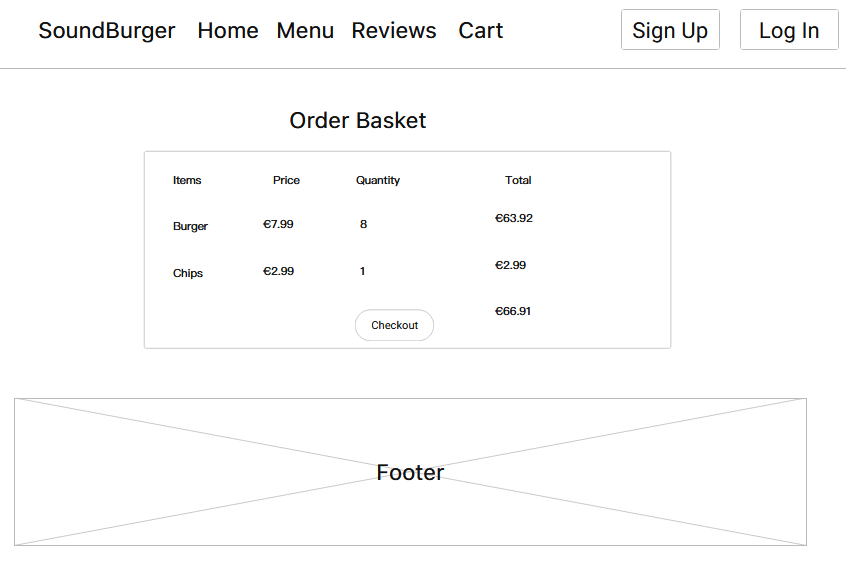 SoundBurger Home Menu Reviews Cart Sign Up Log In
Order Basket
Items Price Quantity Total
Burger €7.99 8 €63.92
Chips €2.99 1 €2.99
€66.91
Checkout
Footer